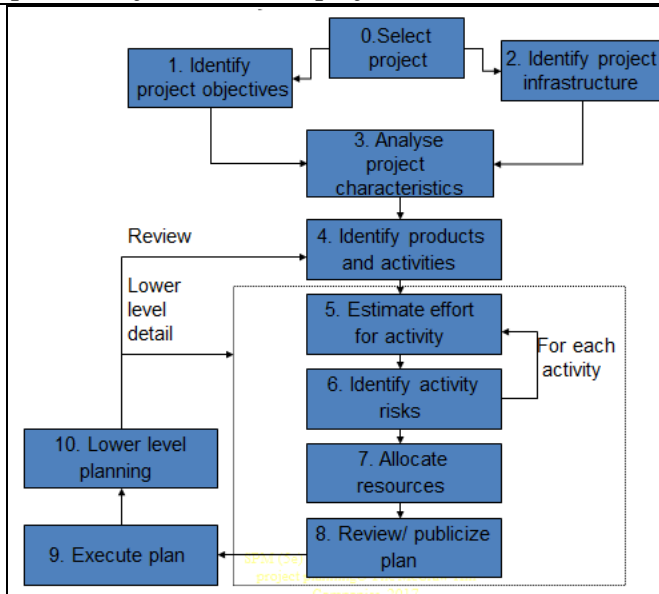 0.Select
project
1. Identify
project objectives
2. Identify project
infrastructure
3. Analyse
project
characteristics
4. Identify products
and activities
Review
Lower
level
detail
5. Estimate effort
for activity
For each
activity
6. Identify activity
risks
7. Allocate
resources
8. Review/ publicize
plan
9. Execute plan
10. Lower level
planning